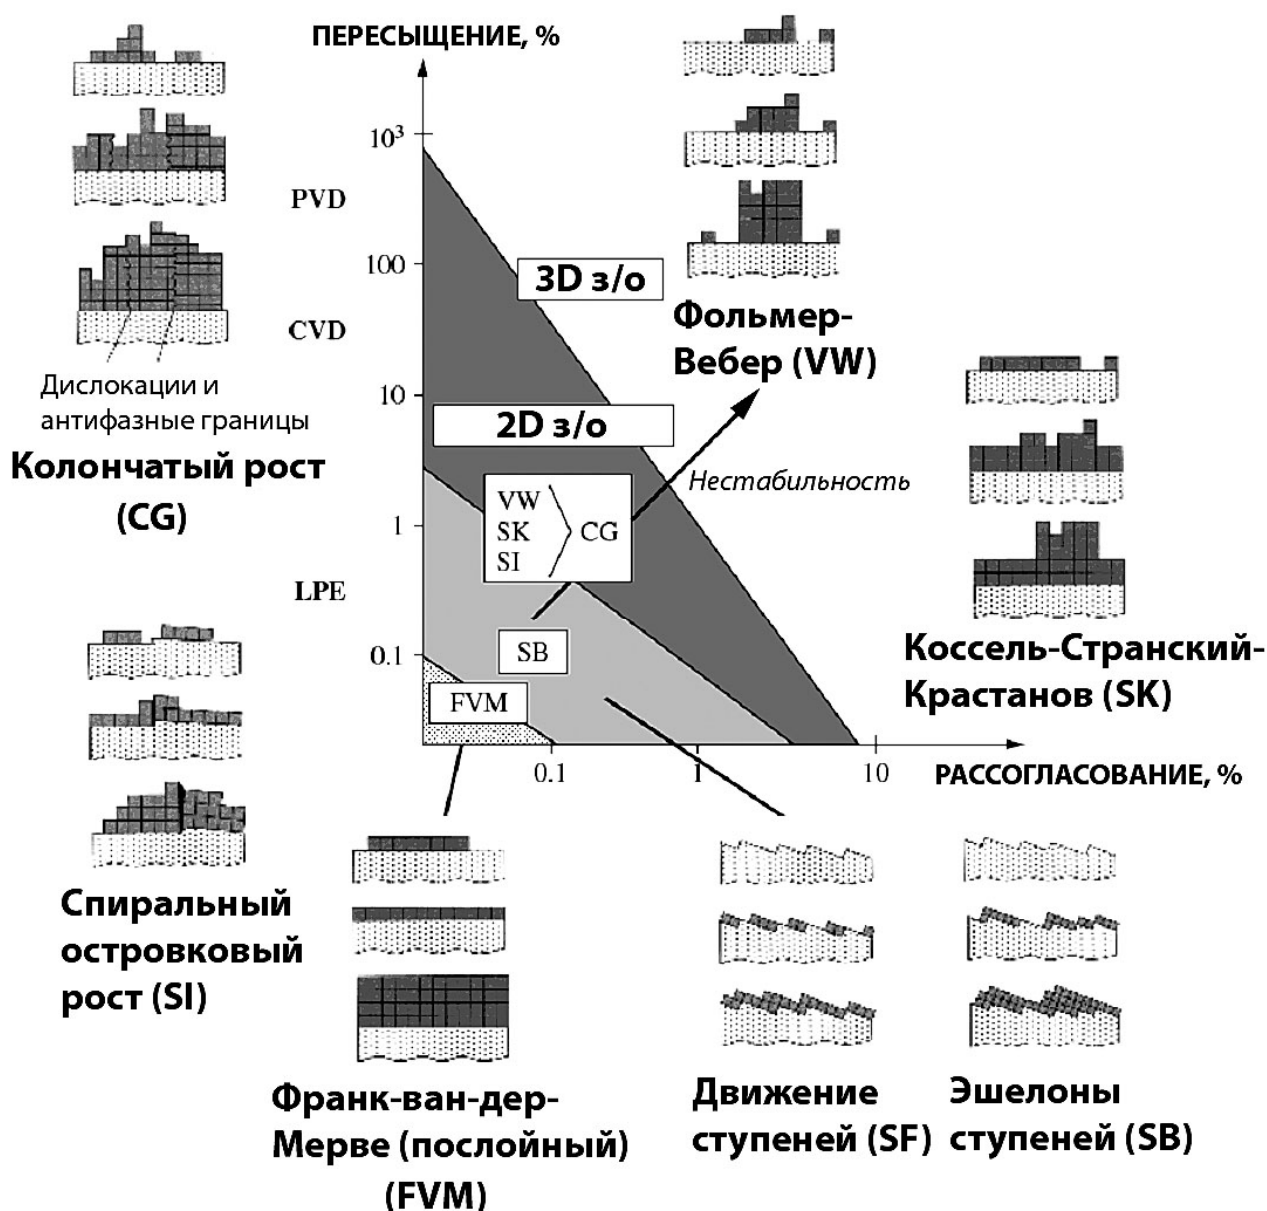 ПЕРЕСЫЩЕНИЕ, %
10³
PVD
100
3D з/о
Фольмер-
Вебер (VW)
CVD
Дислокации и
антифазные границы
Колончатый рост
(CG)
10
2D з/о
Нестабильность
VW
SK
SI
CG
1
LPE
SB
0.1
FVM
Коссель-Странский-
Крастанов (SK)
0.1
1
10
РАССОГЛАСОВАНИЕ, %
Спиральный
островковый
рост (SI)
Франк-ван-дер-
Мерве (послойный)
(FVM)
Движение
ступеней (SF)
Эшелоны
ступеней (SB)